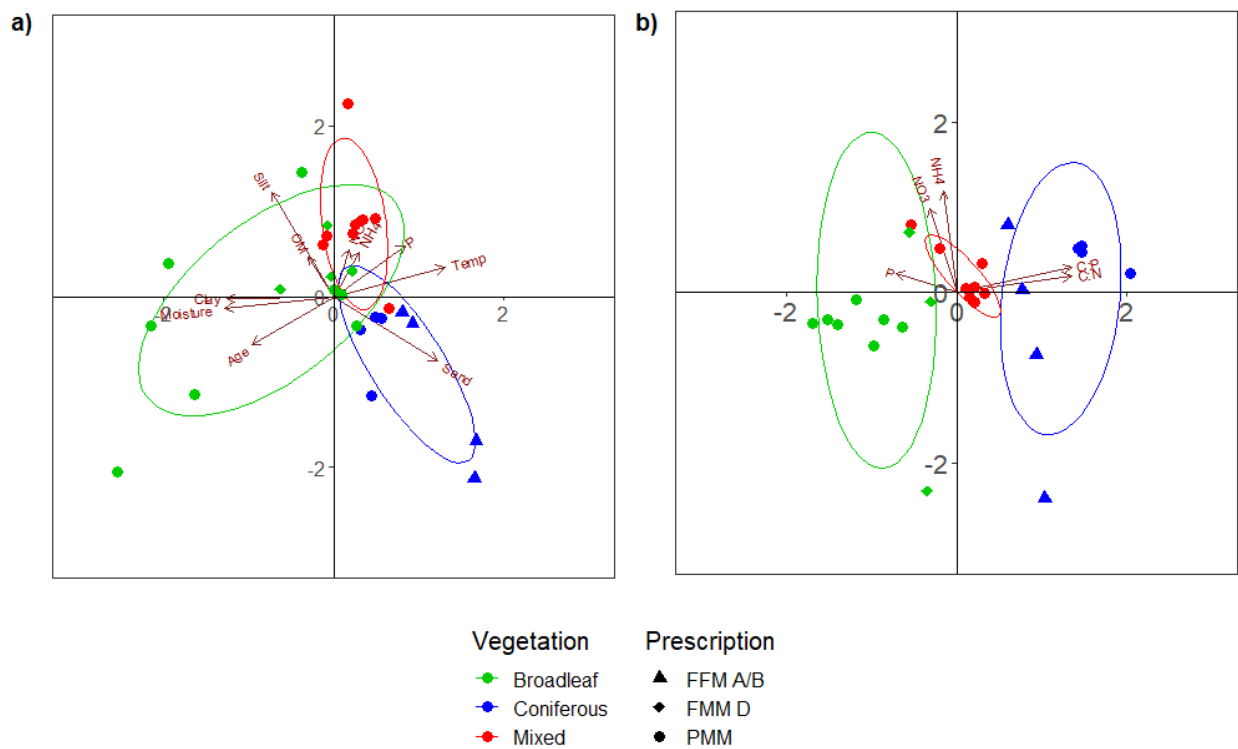 a)
b)
2
2
Silt
NH4
NO3
OM
NH4
P
Temp
P
C:P
C:N
-2
0
2
-2
0
2
Clay
Moisture
Age
Sand
-2
-2
Vegetation Prescription
Broadleaf FFM A/B
Coniferous FMM D
Mixed PMM